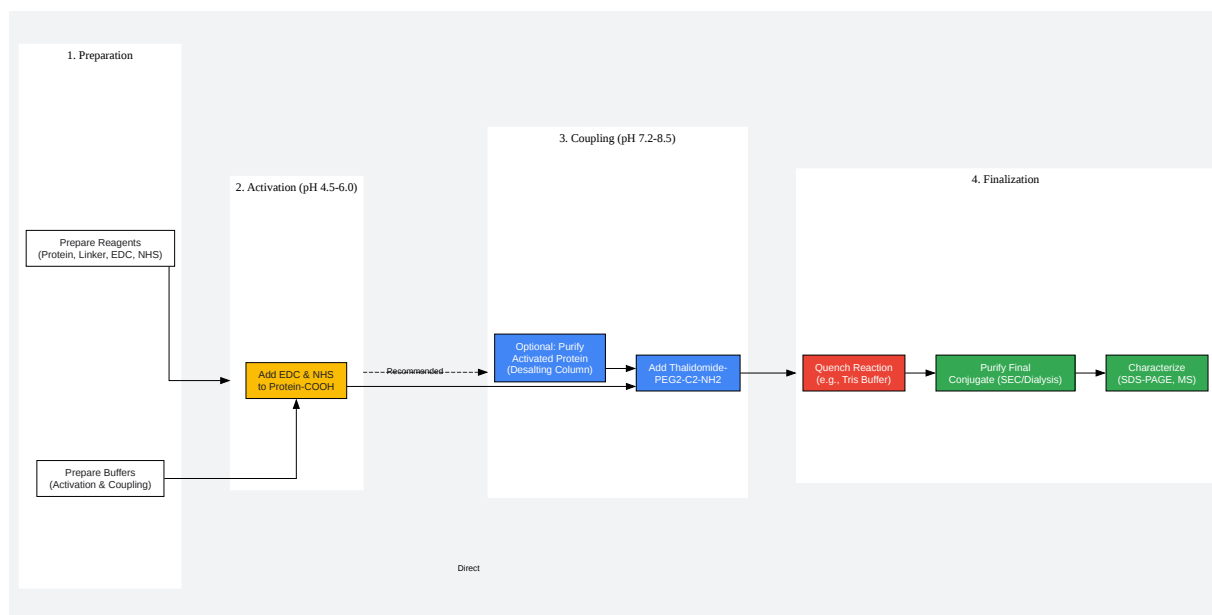 1. Preparation
Prepare Reagents
(Protein, Linker, EDC, NHS)
Prepare Buffers
(Activation & Coupling)
2. Activation (pH 4.5-6.0)
Add EDC & NHS
to Protein-COOH
Recommended
Direct
3. Coupling (pH 7.2-8.5)
Optional: Purify
Activated Protein
(Desalting Column)
Add Thalidomide-
PEG2-C2-NH2
4. Finalization
Quench Reaction
(e.g., Tris Buffer)
Purify Final
Conjugate (SEC/Dialysis)
Characterize
(SDS-PAGE, MS)